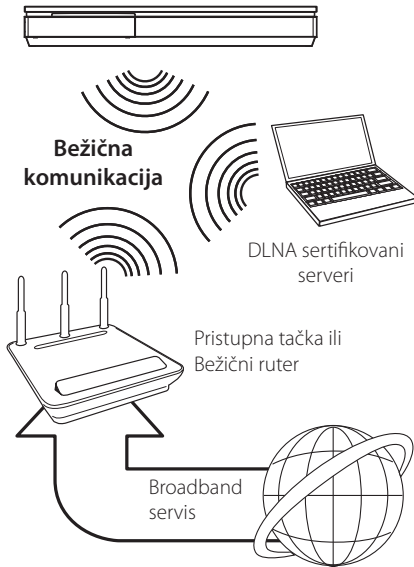 Bežična
komunikacija
DLNA sertifikovani
serveri
Pristupna tačka ili
Bežični ruter
Broadband
servis